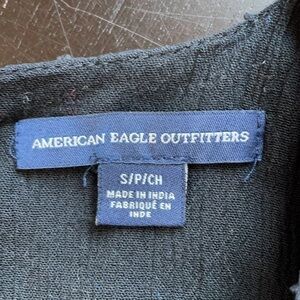 AMERICAN EAGLE OUTFITTERS
S/P/CH
MADE IN INDIA
FABRIQUÉ EN
INDE